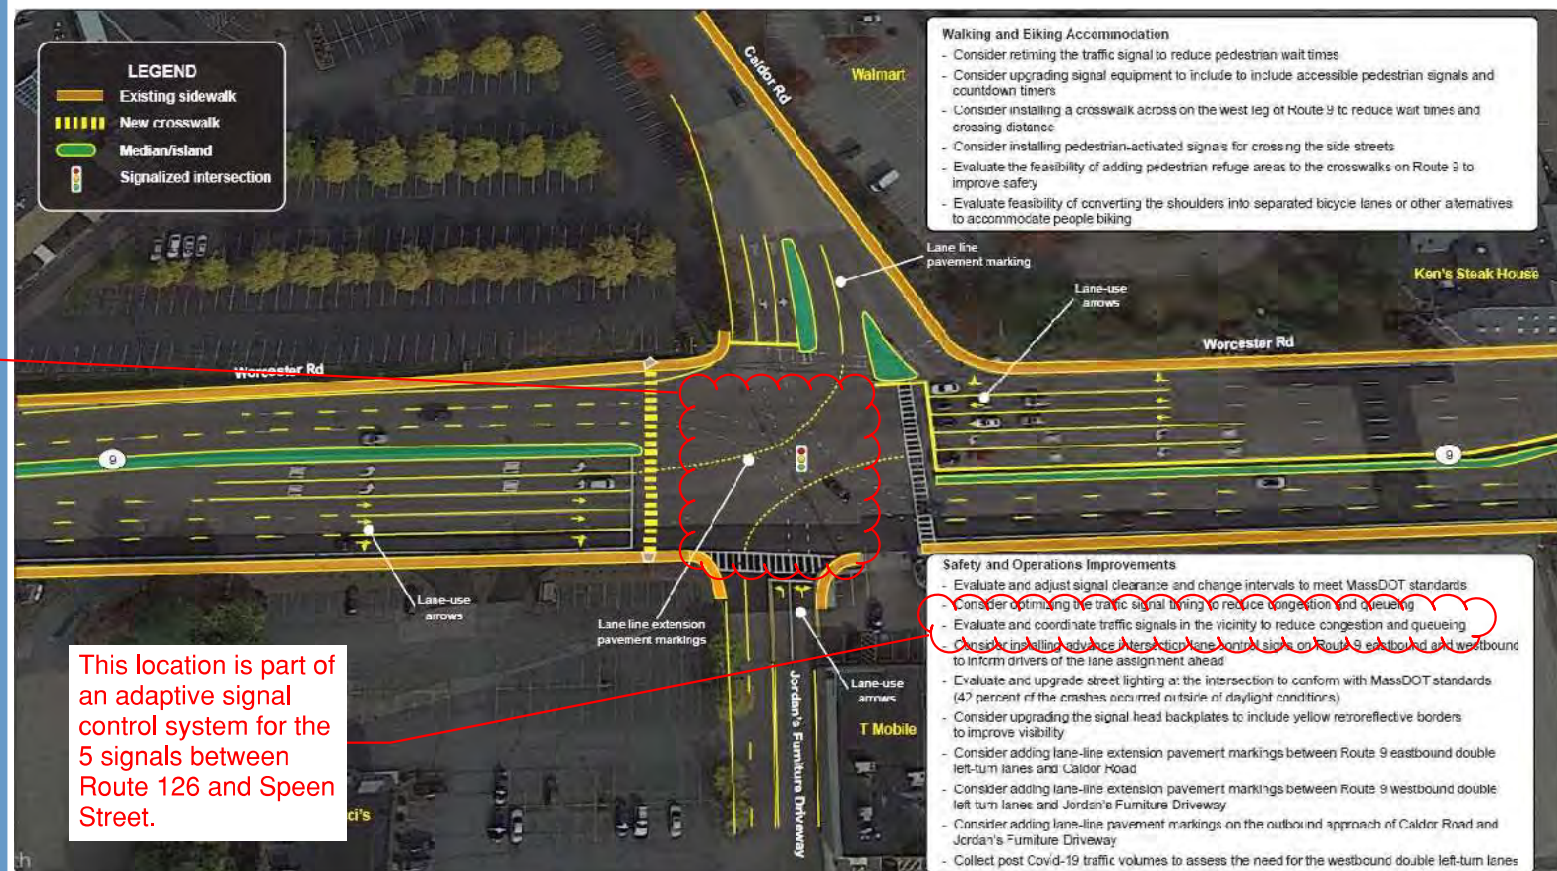 LEGEND
Existing sidewalk
New crosswalk
Median/island
Signalized intersection
Caldor Rd
Walmart
Walking and Biking Accommodation
- Consider retiming the traffic signal to reduce pedestrian wait times
- Consider upgrading signal equipment to include to include accessible pedestrian signals and
countdown timers
- Consider installing a crosswalk across on the west leg of Route 9 to reduce wait times and
crossing distance
- Consider installing pedestrian-activated signals for crossing the side streets
- Evaluate the feasibility of adding pedestrian refuge areas to the crosswalks on Route 9 to
improve safety
- Evaluate feasibility of converting the shoulders into separated bicycle lanes or other alternatives
to accommodate people biking
Lane line
pavement marking
Ken's Steak House
Lane-use
arrows
Worcester Rd
Worcester Rd
9
9
Lane-use
arrows
Lane line extension
pavement markings
Lane-use
arrows
Jordan's Furniture Driveway
T Mobile
ci's
This location is part of
an adaptive signal
control system for the
5 signals between
Route 126 and Speen
Street.
Safety and Operations Improvements
- Evaluate and adjust signal clearance and change intervals to meet MassDOT standards
- Consider optimizing the traffic signal timing to reduce congestion and queueing
- Evaluate and coordinate traffic signals in the vicinity to reduce congestion and queueing
- Consider installing advance intersection lane control signs on Route 9 eastbound and westbound
to inform drivers of the lane assignment ahead
- Evaluate and upgrade street lighting at the intersection to conform with MassDOT standards
(42 percent of the crashes occurred outside of daylight conditions)
- Consider upgrading the signal head backplates to include yellow retroreflective borders
to improve visibility
- Consider adding lane-line extension pavement markings between Route 9 eastbound double
left-turn lanes and Caldor Road
- Consider adding lane-line extension pavement markings between Route 9 westbound double
left turn lanes and Jordan's Furniture Driveway
- Consider adding lane-line pavement markings on the outbound approach of Caldor Road and
Jordan's Furniture Driveway
- Collect post Covid-19 traffic volumes to assess the need for the westbound double left-turn lanes
th